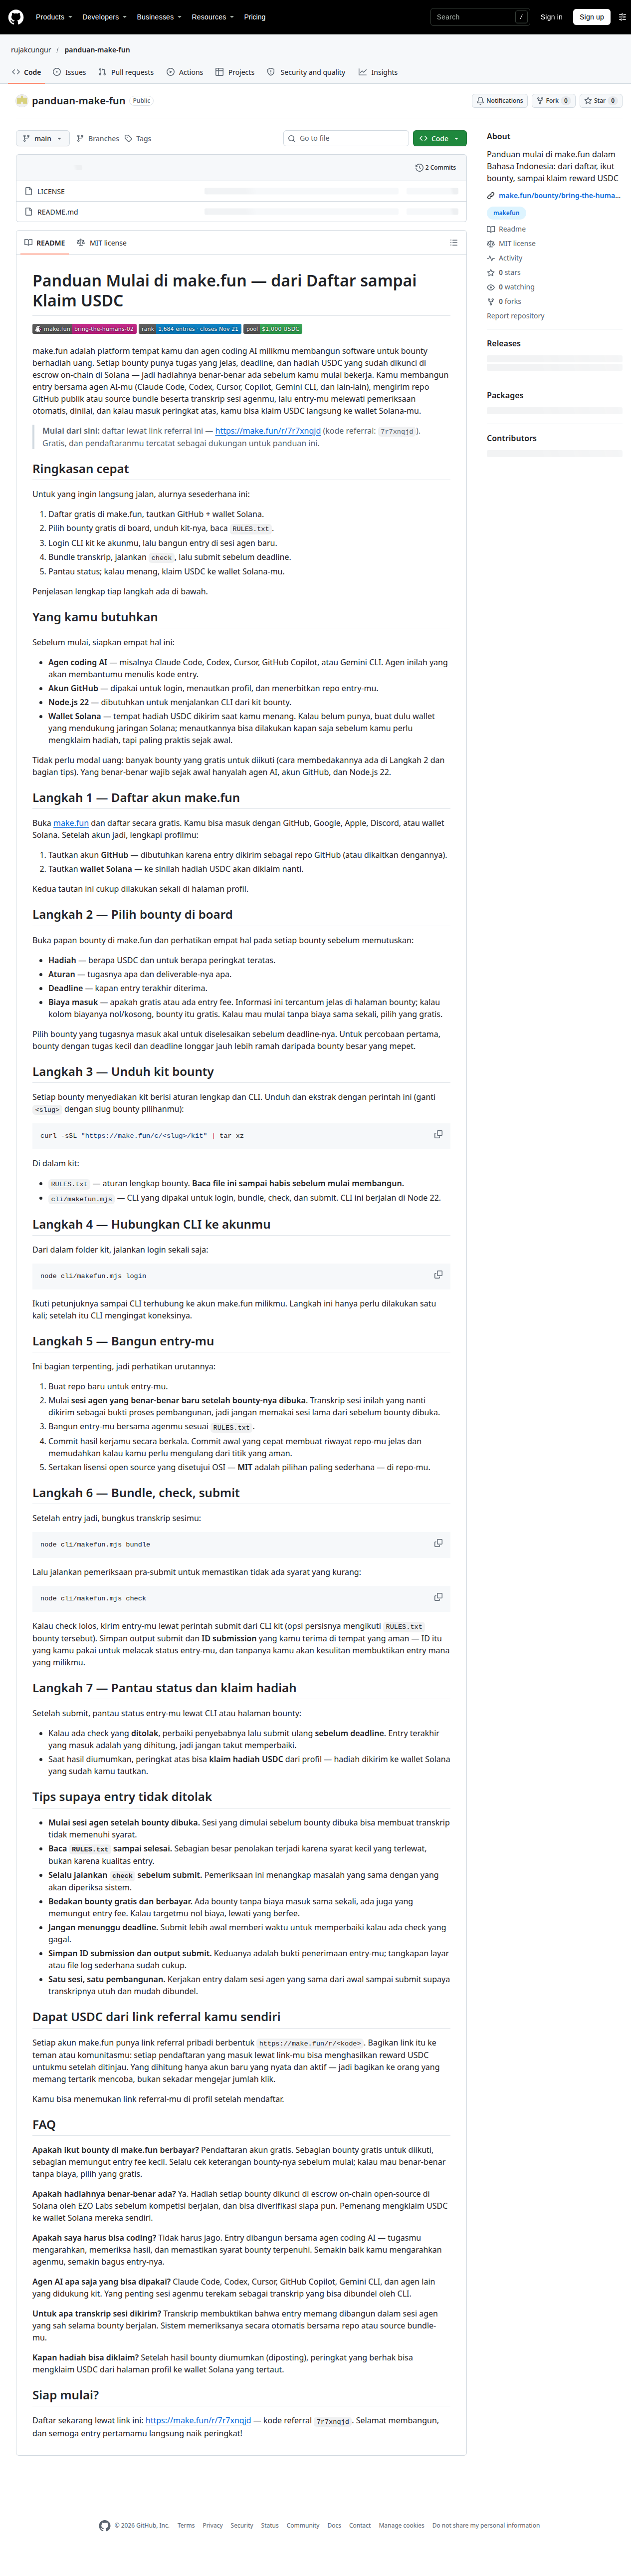 Products Developers Businesses Resources Pricing Search / Sign in Sign up
rujakcungur / panduan-make-fun
Code Issues Pull requests Actions Projects Security and quality Insights
panduan-make-fun Public Notifications Fork 0 Star 0
main Branches Tags Go to file Code
2 Commits
LICENSE
README.md
README MIT license
Panduan Mulai di make.fun — dari Daftar sampai
Klaim USDC
make.fun bring-the-humans-02 rank 1,684 entries · closes Nov 21 pool $1,000 USDC
make.fun adalah platform tempat kamu dan agen coding AI milikmu membangun software untuk bounty
berhadiah uang. Setiap bounty punya tugas yang jelas, deadline, dan hadiah USDC yang sudah dikunci di
escrow on-chain di Solana — jadi hadiahnya benar-benar ada sebelum kamu mulai bekerja. Kamu membangun
entry bersama agen AI-mu (Claude Code, Codex, Cursor, Copilot, Gemini CLI, dan lain-lain), mengirim repo
GitHub publik atau source bundle beserta transkrip sesi agenmu, lalu entry-mu melewati pemeriksaan
otomatis, dinilai, dan kalau masuk peringkat atas, kamu bisa klaim USDC langsung ke wallet Solana-mu.
Mulai dari sini: daftar lewat link referral ini — https://make.fun/r/7r7xnqjd (kode referral: 7r7xnqjd ).
Gratis, dan pendaftaranmu tercatat sebagai dukungan untuk panduan ini.
Ringkasan cepat
Untuk yang ingin langsung jalan, alurnya sesederhana ini:
1. Daftar gratis di make.fun, tautkan GitHub + wallet Solana.
2. Pilih bounty gratis di board, unduh kit-nya, baca RULES.txt .
3. Login CLI kit ke akunmu, lalu bangun entry di sesi agen baru.
4. Bundle transkrip, jalankan check , lalu submit sebelum deadline.
5. Pantau status; kalau menang, klaim USDC ke wallet Solana-mu.
Penjelasan lengkap tiap langkah ada di bawah.
Yang kamu butuhkan
Sebelum mulai, siapkan empat hal ini:
• Agen coding AI — misalnya Claude Code, Codex, Cursor, GitHub Copilot, atau Gemini CLI. Agen inilah yang
akan membantumu menulis kode entry.
• Akun GitHub — dipakai untuk login, menautkan profil, dan menerbitkan repo entry-mu.
• Node.js 22 — dibutuhkan untuk menjalankan CLI dari kit bounty.
• Wallet Solana — tempat hadiah USDC dikirim saat kamu menang. Kalau belum punya, buat dulu wallet
yang mendukung jaringan Solana; menautkannya bisa dilakukan kapan saja sebelum kamu perlu
mengklaim hadiah, tapi paling praktis sejak awal.
Tidak perlu modal uang: banyak bounty yang gratis untuk diikuti (cara membedakannya ada di Langkah 2 dan
bagian tips). Yang benar-benar wajib sejak awal hanyalah agen AI, akun GitHub, dan Node.js 22.
Langkah 1 — Daftar akun make.fun
Buka make.fun dan daftar secara gratis. Kamu bisa masuk dengan GitHub, Google, Apple, Discord, atau wallet
Solana. Setelah akun jadi, lengkapi profilmu:
1. Tautkan akun GitHub — dibutuhkan karena entry dikirim sebagai repo GitHub (atau dikaitkan dengannya).
2. Tautkan wallet Solana — ke sinilah hadiah USDC akan diklaim nanti.
Kedua tautan ini cukup dilakukan sekali di halaman profil.
Langkah 2 — Pilih bounty di board
Buka papan bounty di make.fun dan perhatikan empat hal pada setiap bounty sebelum memutuskan:
• Hadiah — berapa USDC dan untuk berapa peringkat teratas.
• Aturan — tugasnya apa dan deliverable-nya apa.
• Deadline — kapan entry terakhir diterima.
• Biaya masuk — apakah gratis atau ada entry fee. Informasi ini tercantum jelas di halaman bounty; kalau
kolom biayanya nol/kosong, bounty itu gratis. Kalau mau mulai tanpa biaya sama sekali, pilih yang gratis.
Pilih bounty yang tugasnya masuk akal untuk diselesaikan sebelum deadline-nya. Untuk percobaan pertama,
bounty dengan tugas kecil dan deadline longgar jauh lebih ramah daripada bounty besar yang mepet.
Langkah 3 — Unduh kit bounty
Setiap bounty menyediakan kit berisi aturan lengkap dan CLI. Unduh dan ekstrak dengan perintah ini (ganti
<slug> dengan slug bounty pilihanmu):
curl -sSL "https://make.fun/c/<slug>/kit" | tar xz
Di dalam kit:
• RULES.txt — aturan lengkap bounty. Baca file ini sampai habis sebelum mulai membangun.
• cli/makefun.mjs — CLI yang dipakai untuk login, bundle, check, dan submit. CLI ini berjalan di Node 22.
Langkah 4 — Hubungkan CLI ke akunmu
Dari dalam folder kit, jalankan login sekali saja:
node cli/makefun.mjs login
Ikuti petunjuknya sampai CLI terhubung ke akun make.fun milikmu. Langkah ini hanya perlu dilakukan satu
kali; setelah itu CLI mengingat koneksinya.
Langkah 5 — Bangun entry-mu
Ini bagian terpenting, jadi perhatikan urutannya:
1. Buat repo baru untuk entry-mu.
2. Mulai sesi agen yang benar-benar baru setelah bounty-nya dibuka. Transkrip sesi inilah yang nanti
dikirim sebagai bukti proses pembangunan, jadi jangan memakai sesi lama dari sebelum bounty dibuka.
3. Bangun entry-mu bersama agenmu sesuai RULES.txt .
4. Commit hasil kerjamu secara berkala. Commit awal yang cepat membuat riwayat repo-mu jelas dan
memudahkan kalau kamu perlu mengulang dari titik yang aman.
5. Sertakan lisensi open source yang disetujui OSI — MIT adalah pilihan paling sederhana — di repo-mu.
Langkah 6 — Bundle, check, submit
Setelah entry jadi, bungkus transkrip sesimu:
node cli/makefun.mjs bundle
Lalu jalankan pemeriksaan pra-submit untuk memastikan tidak ada syarat yang kurang:
node cli/makefun.mjs check
Kalau check lolos, kirim entry-mu lewat perintah submit dari CLI kit (opsi persisnya mengikuti RULES.txt
bounty tersebut). Simpan output submit dan ID submission yang kamu terima di tempat yang aman — ID itu
yang kamu pakai untuk melacak status entry-mu, dan tanpanya kamu akan kesulitan membuktikan entry mana
yang milikmu.
Langkah 7 — Pantau status dan klaim hadiah
Setelah submit, pantau status entry-mu lewat CLI atau halaman bounty:
• Kalau ada check yang ditolak, perbaiki penyebabnya lalu submit ulang sebelum deadline. Entry terakhir
yang masuk adalah yang dihitung, jadi jangan takut memperbaiki.
• Saat hasil diumumkan, peringkat atas bisa klaim hadiah USDC dari profil — hadiah dikirim ke wallet Solana
yang sudah kamu tautkan.
Tips supaya entry tidak ditolak
• Mulai sesi agen setelah bounty dibuka. Sesi yang dimulai sebelum bounty dibuka bisa membuat transkrip
tidak memenuhi syarat.
• Baca RULES.txt sampai selesai. Sebagian besar penolakan terjadi karena syarat kecil yang terlewat,
bukan karena kualitas entry.
• Selalu jalankan check sebelum submit. Pemeriksaan ini menangkap masalah yang sama dengan yang
akan diperiksa sistem.
• Bedakan bounty gratis dan berbayar. Ada bounty tanpa biaya masuk sama sekali, ada juga yang
memungut entry fee. Kalau targetmu nol biaya, lewati yang berfee.
• Jangan menunggu deadline. Submit lebih awal memberi waktu untuk memperbaiki kalau ada check yang
gagal.
• Simpan ID submission dan output submit. Keduanya adalah bukti penerimaan entry-mu; tangkapan layar
atau file log sederhana sudah cukup.
• Satu sesi, satu pembangunan. Kerjakan entry dalam sesi agen yang sama dari awal sampai submit supaya
transkripnya utuh dan mudah dibundel.
Dapat USDC dari link referral kamu sendiri
Setiap akun make.fun punya link referral pribadi berbentuk https://make.fun/r/<kode> . Bagikan link itu ke
teman atau komunitasmu: setiap pendaftaran yang masuk lewat link-mu bisa menghasilkan reward USDC
untukmu setelah ditinjau. Yang dihitung hanya akun baru yang nyata dan aktif — jadi bagikan ke orang yang
memang tertarik mencoba, bukan sekadar mengejar jumlah klik.
Kamu bisa menemukan link referral-mu di profil setelah mendaftar.
FAQ
Apakah ikut bounty di make.fun berbayar? Pendaftaran akun gratis. Sebagian bounty gratis untuk diikuti,
sebagian memungut entry fee kecil. Selalu cek keterangan bounty-nya sebelum mulai; kalau mau benar-benar
tanpa biaya, pilih yang gratis.
Apakah hadiahnya benar-benar ada? Ya. Hadiah setiap bounty dikunci di escrow on-chain open-source di
Solana oleh EZO Labs sebelum kompetisi berjalan, dan bisa diverifikasi siapa pun. Pemenang mengklaim USDC
ke wallet Solana mereka sendiri.
Apakah saya harus bisa coding? Tidak harus jago. Entry dibangun bersama agen coding AI — tugasmu
mengarahkan, memeriksa hasil, dan memastikan syarat bounty terpenuhi. Semakin baik kamu mengarahkan
agenmu, semakin bagus entry-nya.
Agen AI apa saja yang bisa dipakai? Claude Code, Codex, Cursor, GitHub Copilot, Gemini CLI, dan agen lain
yang didukung kit. Yang penting sesi agenmu terekam sebagai transkrip yang bisa dibundel oleh CLI.
Untuk apa transkrip sesi dikirim? Transkrip membuktikan bahwa entry memang dibangun dalam sesi agen
yang sah selama bounty berjalan. Sistem memeriksanya secara otomatis bersama repo atau source bundle-
mu.
Kapan hadiah bisa diklaim? Setelah hasil bounty diumumkan (diposting), peringkat yang berhak bisa
mengklaim USDC dari halaman profil ke wallet Solana yang tertaut.
Siap mulai?
Daftar sekarang lewat link ini: https://make.fun/r/7r7xnqjd — kode referral 7r7xnqjd . Selamat membangun,
dan semoga entry pertamamu langsung naik peringkat!
About
Panduan mulai di make.fun dalam
Bahasa Indonesia: dari daftar, ikut
bounty, sampai klaim reward USDC
make.fun/bounty/bring-the-huma...
makefun
Readme
MIT license
Activity
0 stars
0 watching
0 forks
Report repository
Releases
Packages
Contributors
© 2026 GitHub, Inc. Terms Privacy Security Status Community Docs Contact Manage cookies Do not share my personal information